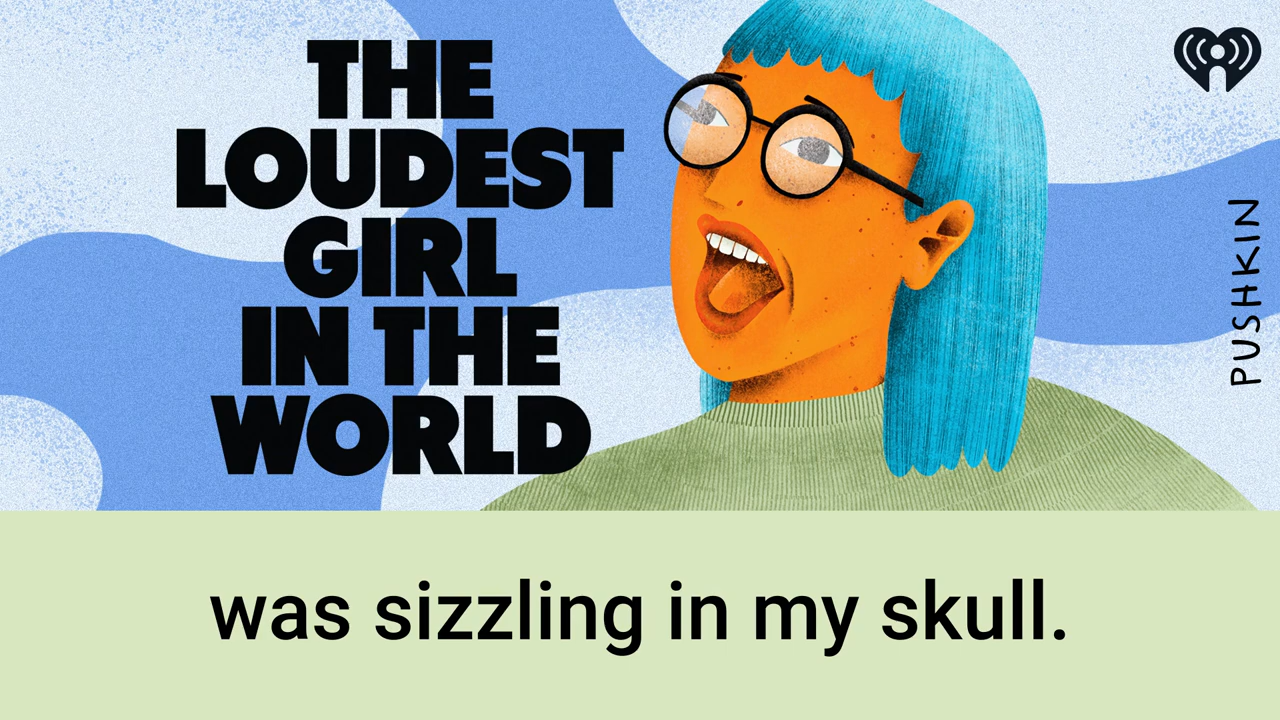 THE
LOUDEST
GIRL
IN THE
WORLD
PUSHKIN
was sizzling in my skull.